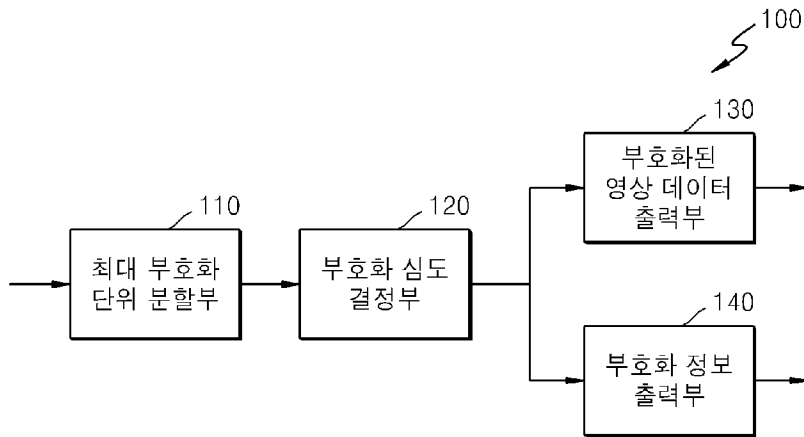 100
110
최대 부호화
단위 분할부
120
부호화 심도
결정부
130
부호화된
영상 데이터
출력부
140
부호화 정보
출력부